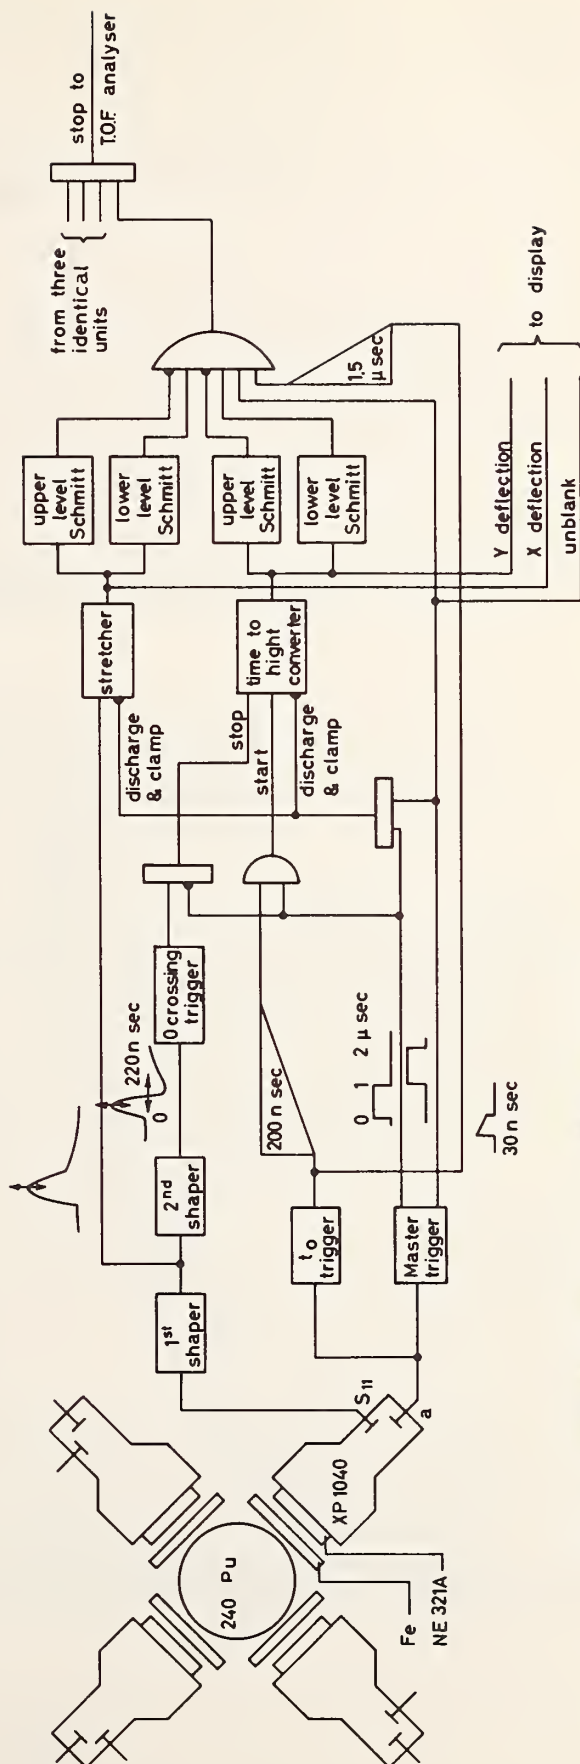 240 Pu
Fe
NE 321A
XP1040
S11
a
1st
shaper
2nd
shaper
0
220 n sec
0 crossing
trigger
to
trigger
Master
trigger
200 n sec
0 1 2 μ sec
30 n sec
stop
start
discharge
& clamp
discharge
& clamp
stretcher
time to
hight
converter
upper
level
Schmitt
lower
level
Schmitt
upper
level
Schmitt
lower
level
Schmitt
1,5
μ sec
from three
identical
units
stop to
T.O.F. analyser
Y deflection
X deflection
unblank
to display